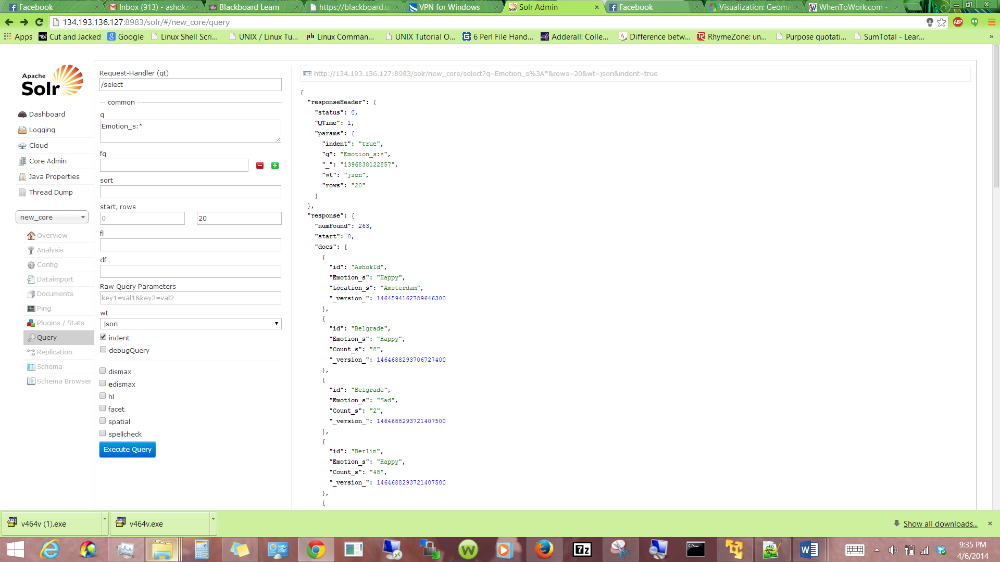 Facebook
Inbox (913) - ashok.r
Blackboard Learn
https://blackboard.u
VPN for Windows
Solr Admin
Facebook
Visualization: Geoma
WhenToWork.com -
134.193.136.127:8983/solr/#/new_core/query
ABP
Apps
Cut and Jacked
Google
Linux Shell Scri...
UNIX / Linux Tu...
Linux Comman...
UNIX Tutorial O...
6 Perl File Hand...
Adderall: Colle...
Difference betw...
RhymeZone: un...
Purpose quotati...
SumTotal - Lear...
»
Apache
Solr
Dashboard
Logging
Cloud
Core Admin
Java Properties
Thread Dump
new_core
Overview
Analysis
Config
Dataimport
Documents
Ping
Plugins / Stats
Query
Replication
Schema
Schema Browser
Request-Handler (qt)
/select
common
q
Emotion_s:*
fq
sort
start, rows
0
20
fl
df
Raw Query Parameters
key1=val1&key2=val2
wt
json
indent
debugQuery
dismax
edismax
hl
facet
spatial
spellcheck
Execute Query
http://134.193.136.127:8983/solr/new_core/select?q=Emotion_s%3A*&rows=20&wt=json&indent=true
{
"responseHeader": {
"status": 0,
"QTime": 1,
"params": {
"indent": "true",
"q": "Emotion_s:*",
"_": "1396838122857",
"wt": "json",
"rows": "20"
}
},
"response": {
"numFound": 263,
"start": 0,
"docs": [
{
"id": "AshokId",
"Emotion_s": "Happy",
"Location_s": "Amsterdam",
"_version_": 1464594162789646300
},
{
"id": "Belgrade",
"Emotion_s": "Happy",
"Count_s": "8",
"_version_": 1464688293706727400
},
{
"id": "Belgrade",
"Emotion_s": "Sad",
"Count_s": "2",
"_version_": 1464688293721407500
},
{
"id": "Berlin",
"Emotion_s": "Happy",
"Count_s": "48",
"_version_": 1464688293721407500
},
{
v464v (1).exe
v464v.exe
Show all downloads...
9:35 PM
4/6/2014